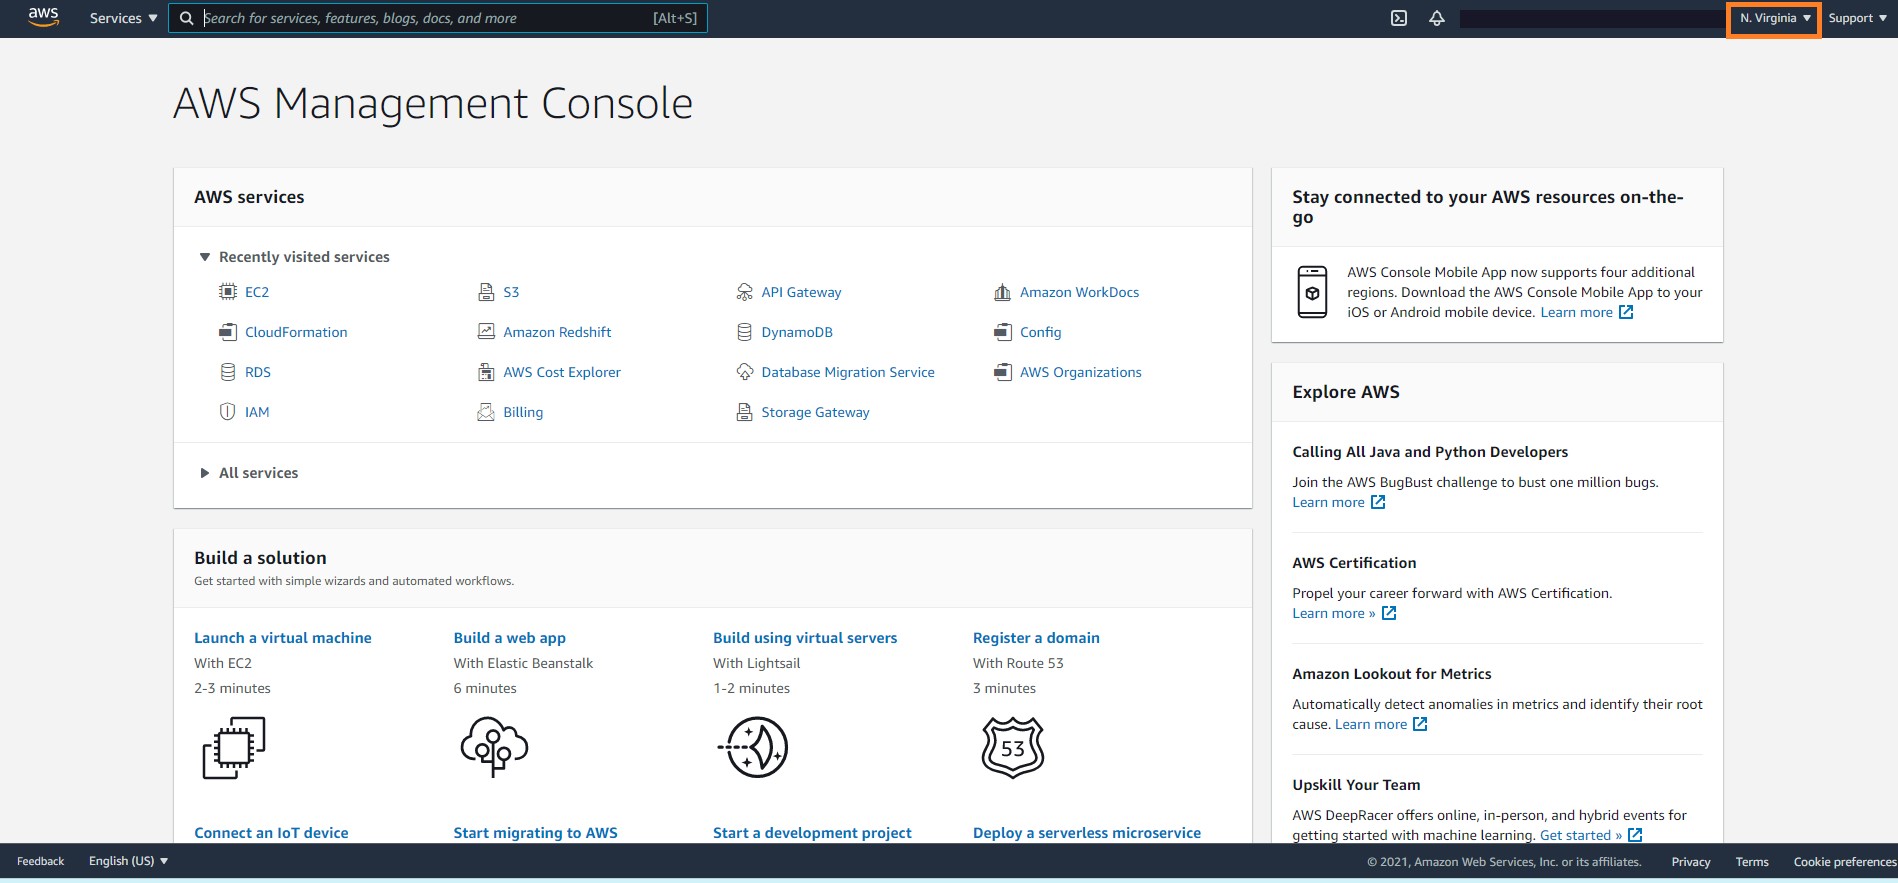 aws
Services
Search for services, features, blogs, docs, and more
[Alt+S]
N. Virginia
Support
AWS Management Console
AWS services
Recently visited services
EC2
S3
API Gateway
Amazon WorkDocs
CloudFormation
Amazon Redshift
DynamoDB
Config
RDS
AWS Cost Explorer
Database Migration Service
AWS Organizations
IAM
Billing
Storage Gateway
All services
Build a solution
Get started with simple wizards and automated workflows.
Launch a virtual machine
With EC2
2-3 minutes
Build a web app
With Elastic Beanstalk
6 minutes
Build using virtual servers
With Lightsail
1-2 minutes
Register a domain
With Route 53
3 minutes
53
Connect an IoT device
Start migrating to AWS
Start a development project
Deploy a serverless microservice
Stay connected to your AWS resources on-the-
go
AWS Console Mobile App now supports four additional
regions. Download the AWS Console Mobile App to your
iOS or Android mobile device. Learn more
Explore AWS
Calling All Java and Python Developers
Join the AWS BugBust challenge to bust one million bugs.
Learn more
AWS Certification
Propel your career forward with AWS Certification.
Learn more »
Amazon Lookout for Metrics
Automatically detect anomalies in metrics and identify their root
cause. Learn more
Upskill Your Team
AWS DeepRacer offers online, in-person, and hybrid events for
getting started with machine learning. Get started »
Feedback
English (US)
© 2021, Amazon Web Services, Inc. or its affiliates.
Privacy
Terms
Cookie preferences